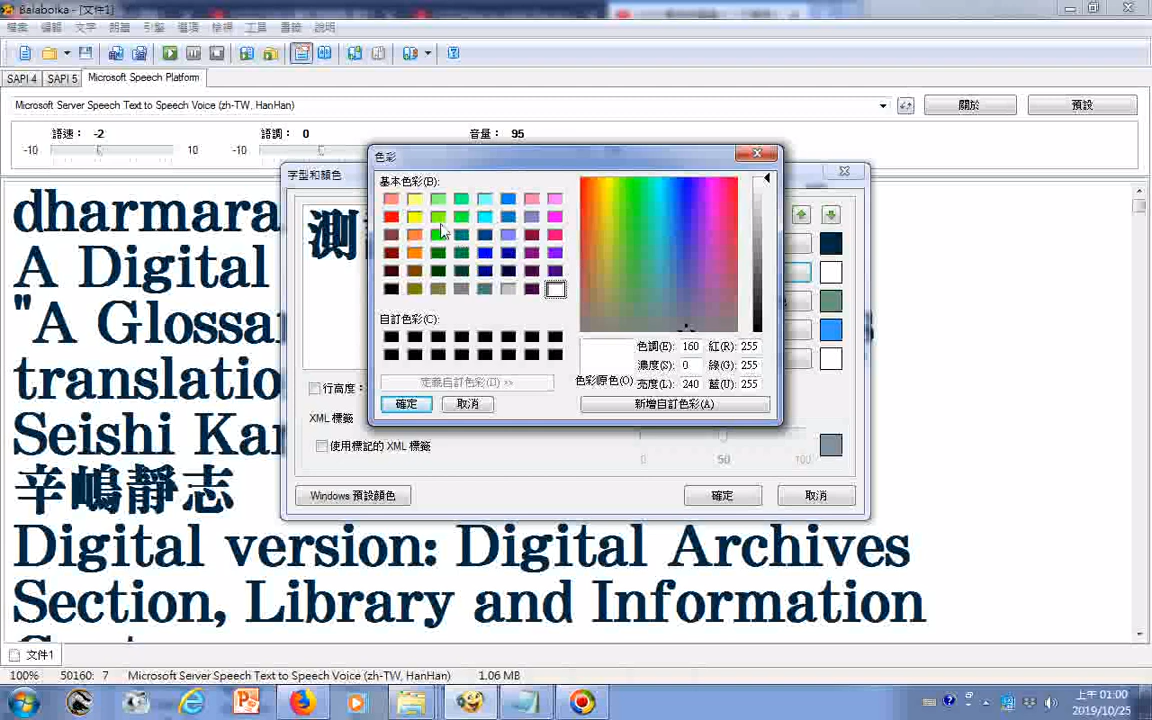 Balabolka - [文件1]
檔案 編輯 文字 朗讀 引擎 選項 檢視 工具 書籤 說明
SAPI 4 SAPI 5 Microsoft Speech Platform
Microsoft Server Speech Text to Speech Voice (zh-TW, HanHan) 關於 預設
語速： -2 語調： 0 音量： 95
-10 10 -10
字型和顏色
色彩
基本色彩(B):
自訂色彩(C):
定義自訂色彩(D) >>
確定 取消
色調(E): 160 紅(R): 255
濃度(S): 0 綠(G): 255
色彩|原色(O) 亮度(L): 240 藍(U): 255
新增自訂色彩(A)
測
行高度：
XML 標籤
使用標記的 XML 標籤
0 50 100
Windows 預設顏色 確定 取消
dharmara
A Digital
"A Glossa
translatio
Seishi Kar
辛嶋靜志
Digital version: Digital Archives
Section, Library and Information
文件1
100% 50160: 7 Microsoft Server Speech Text to Speech Voice (zh-TW, HanHan) 1.06 MB
上午 01:00
2019/10/25